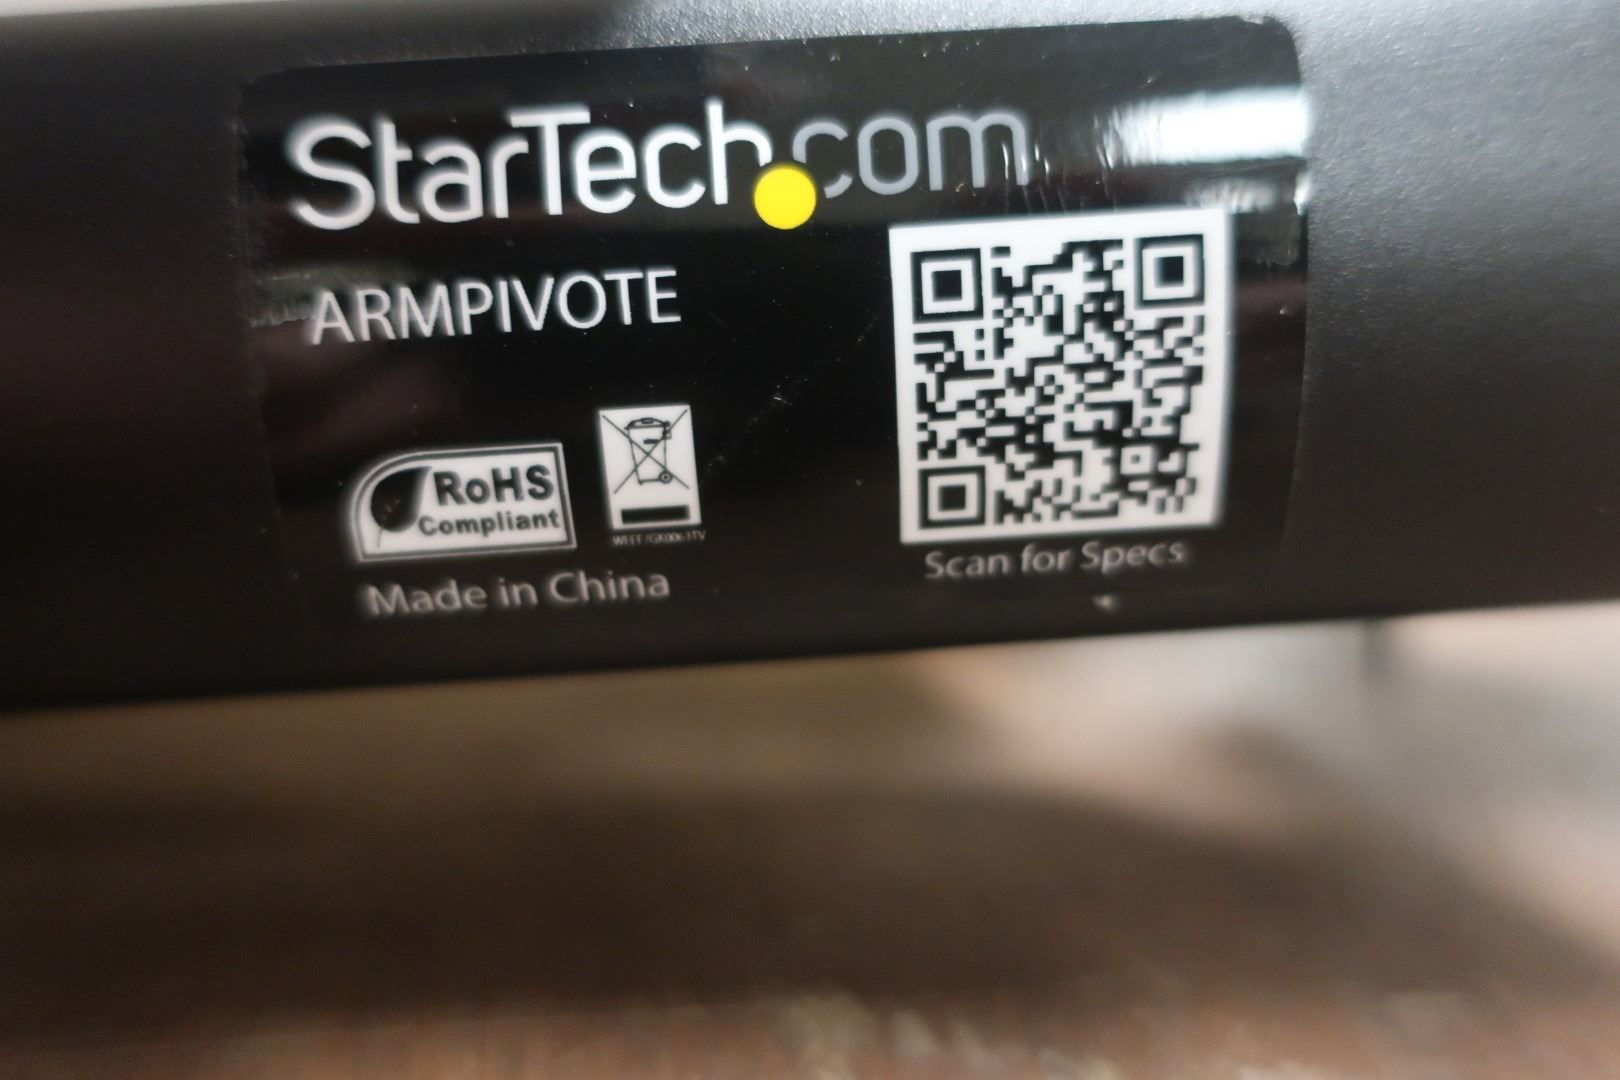 StarTech.com
ARMPIVOTE
RoHS
Compliant
Made in China
Scan for Specs